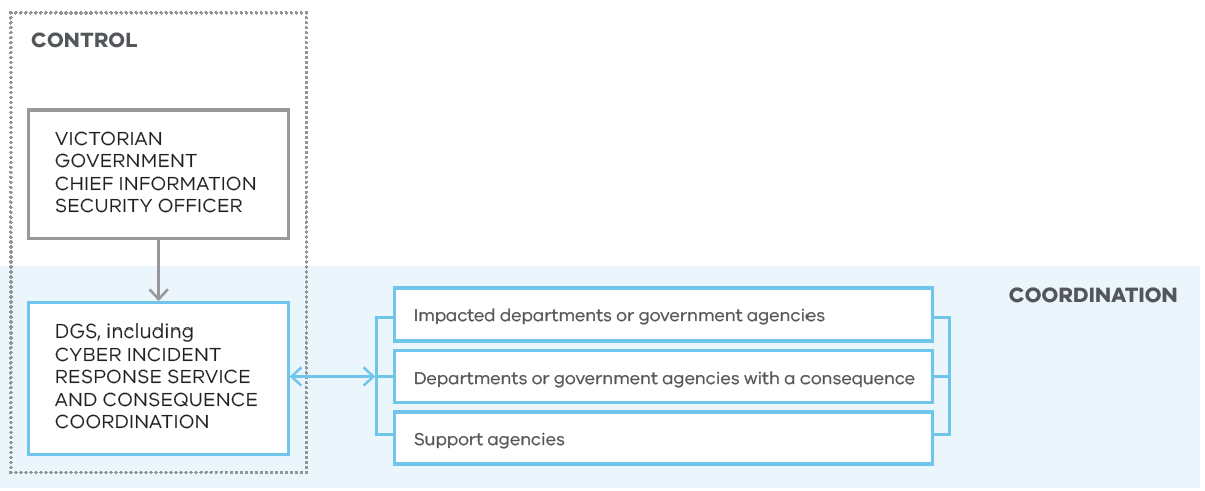 CONTROL
VICTORIAN
GOVERNMENT
CHIEF INFORMATION
SECURITY OFFICER
COORDINATION
DGS, including
CYBER INCIDENT
RESPONSE SERVICE
AND CONSEQUENCE
COORDINATION
Impacted departments or government agencies
Departments or government agencies with a consequence
Support agencies